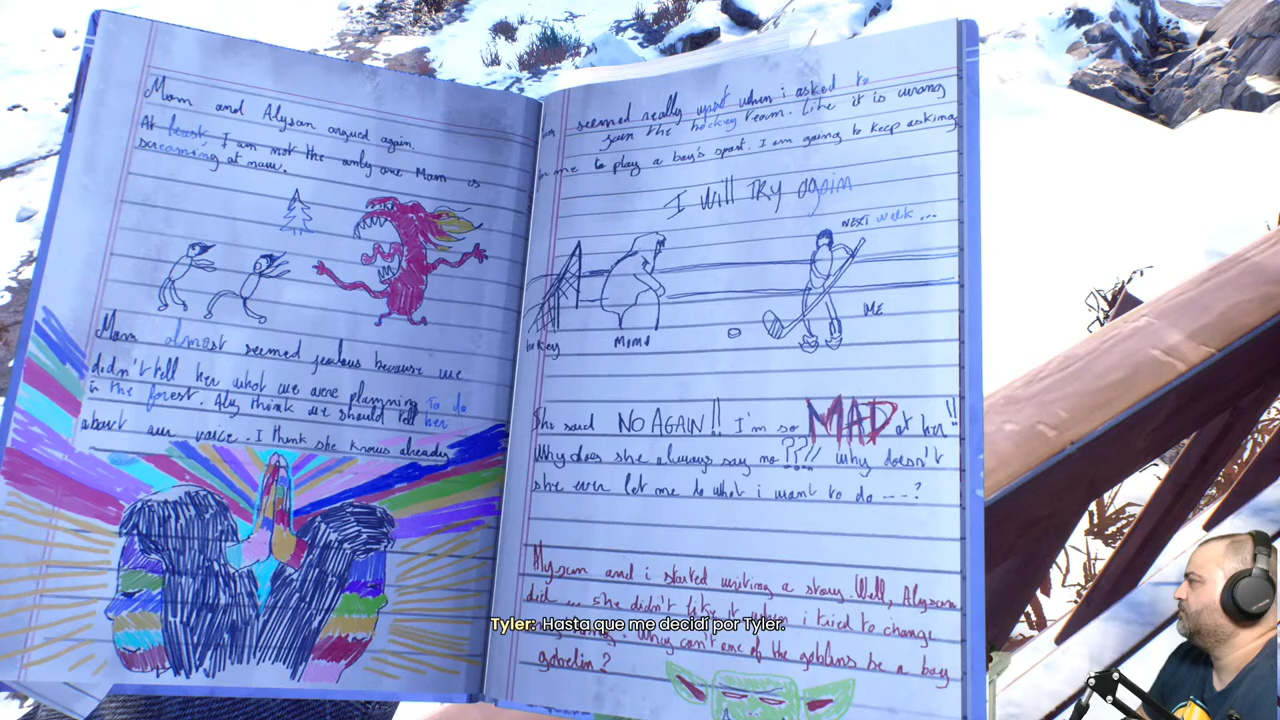 Mom and Alyson argued again.
At least I am not the only one Mom is
screaming at now.
Mom almost seemed jealous because we
didn't tell her what we were planning To do
in the forest. Aly think we should tell her
about our voice. I think she knows already
seemed really upset when i asked to
join the hockey team. Like it is wrong
me to play a boy's sport. I am going to keep asking
I will TRY again
NEXT week ...
ME
hockey
Mom
She said NO AGAIN!! I'm so MAD at her!!
Why does she always say no ??!! why doesn't
she ever let me do what i want to do ---?
Alyson and i started writing a story. Well, Alyson
did ... she didn't like it when i tried to change
Why can't one of the goblins be a boy
gobelin?
Tyler: Hasta que me decidí por Tyler.